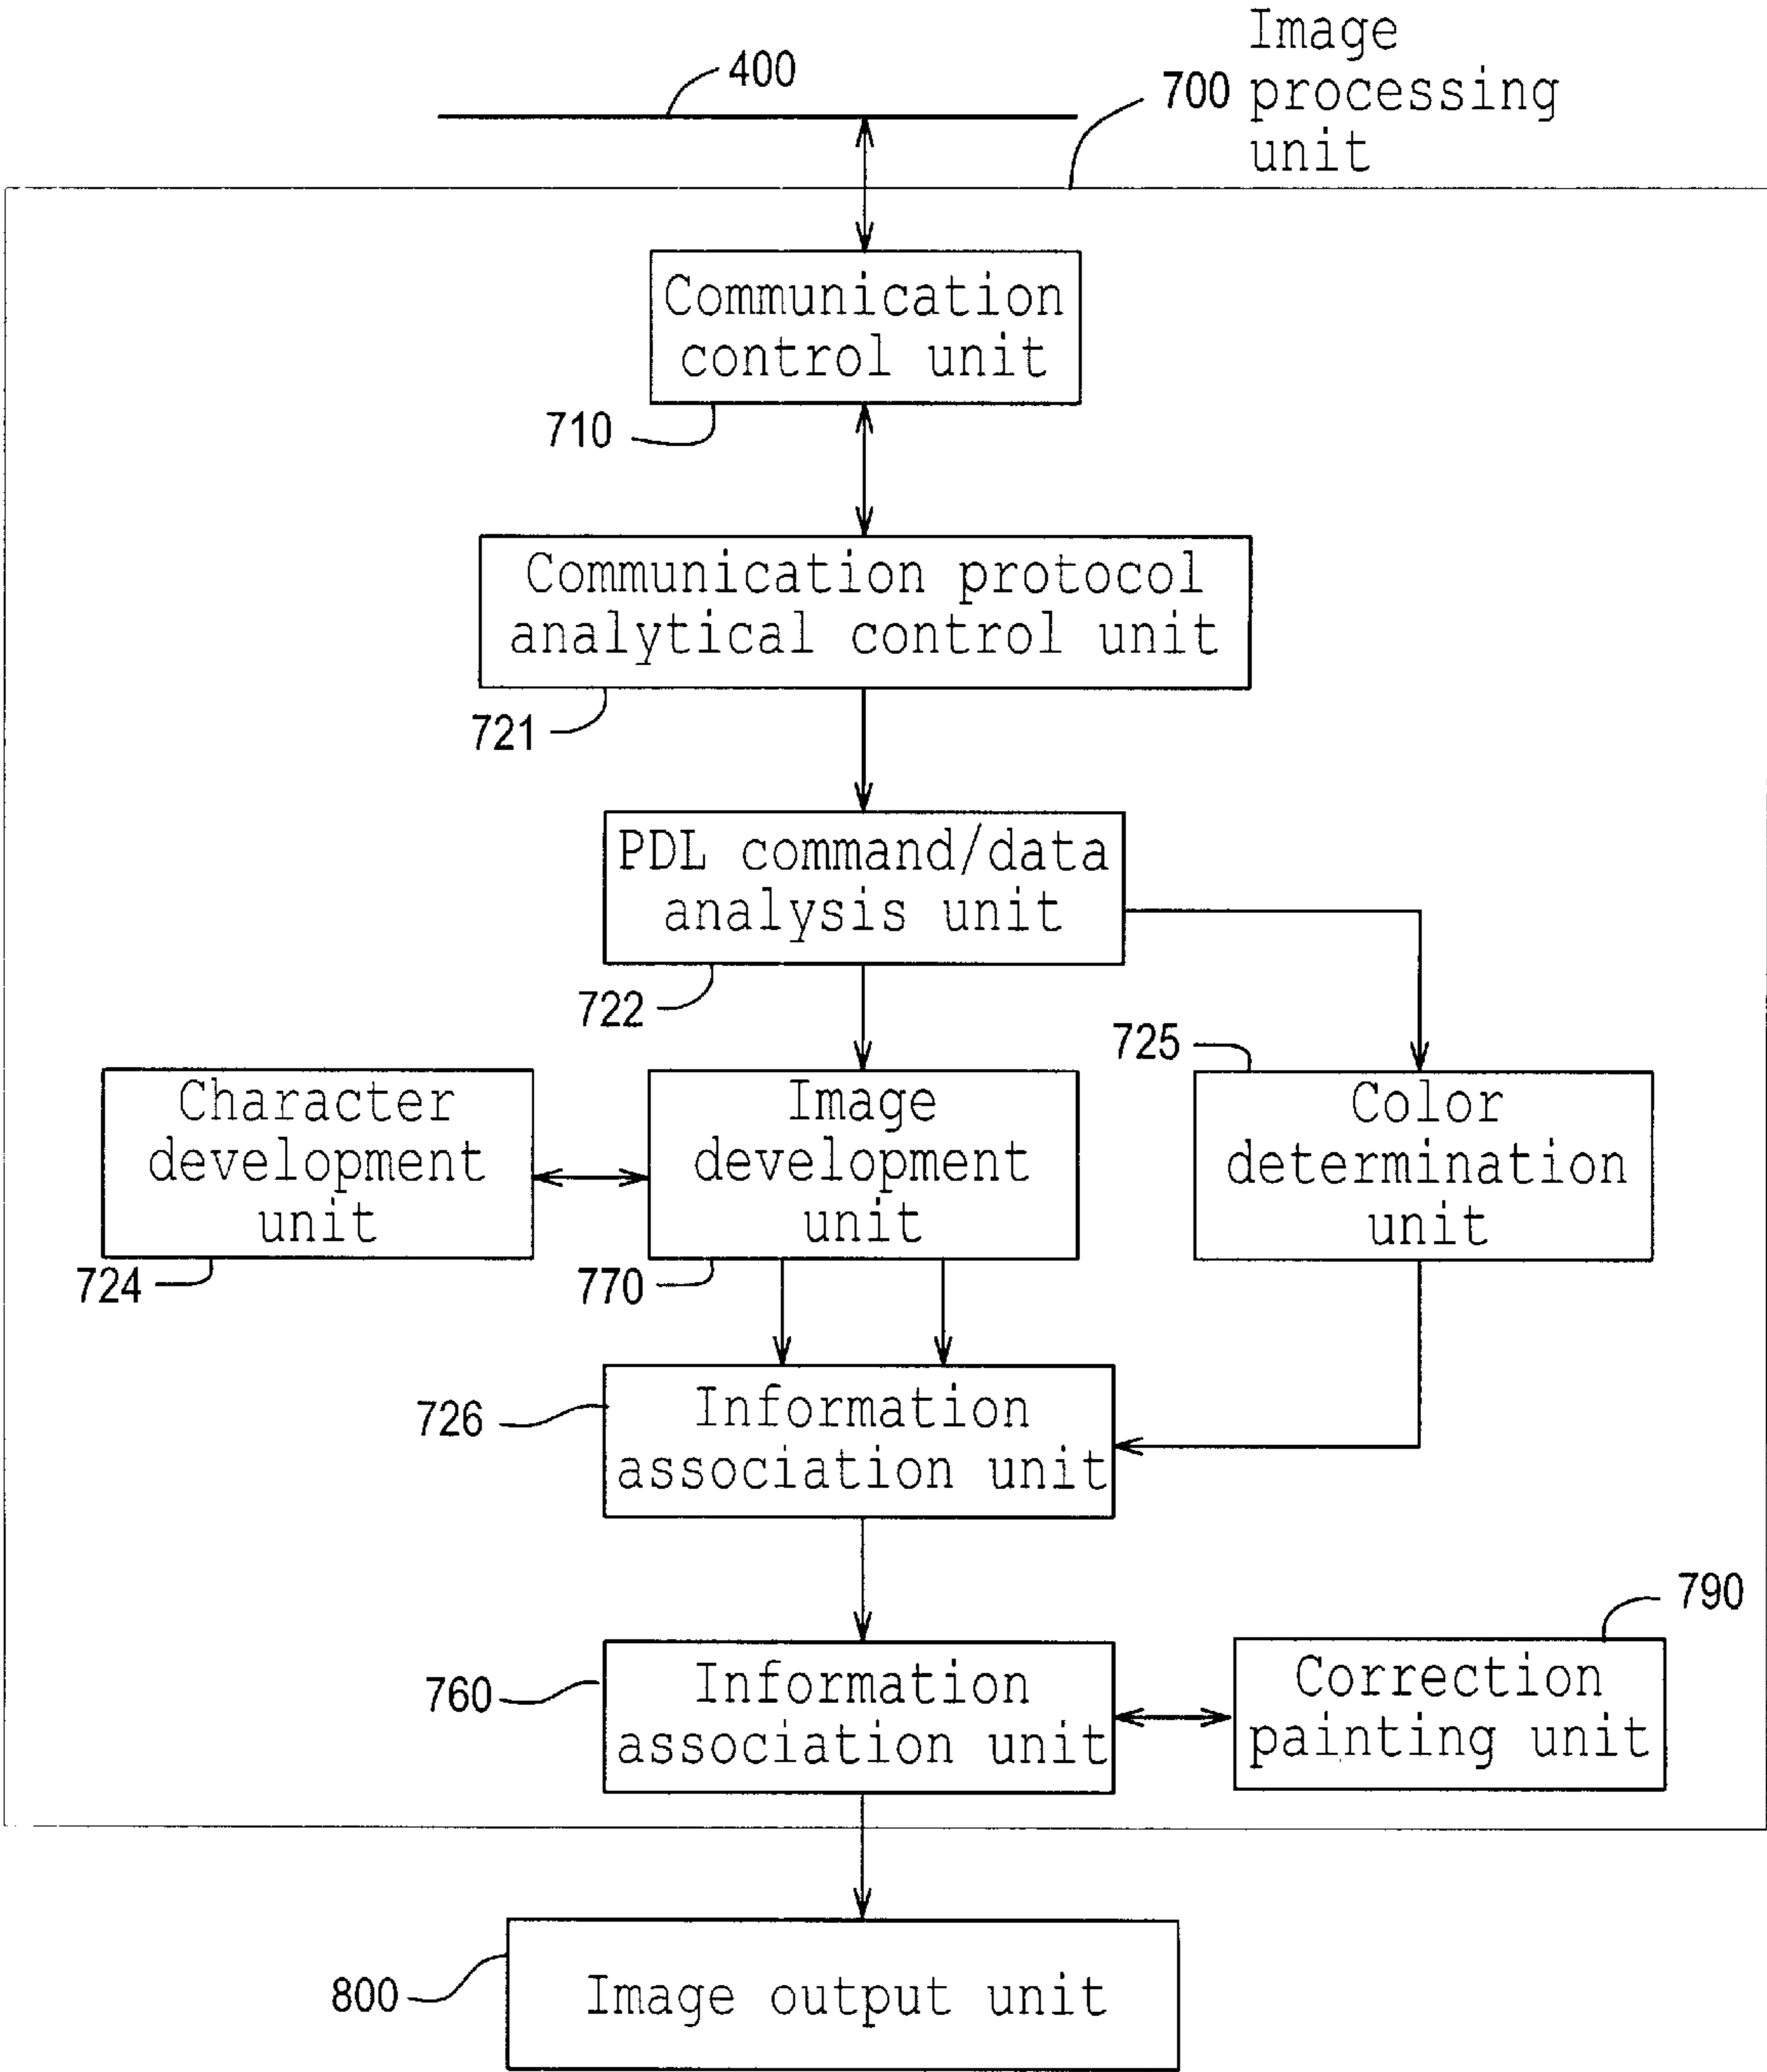 400
Image
700 processing
unit
Communication
control unit
710
Communication protocol
analytical control unit
721
PDL command/data
analysis unit
722
725
Character
development
unit
724
Image
development
unit
770
Color
determination
unit
726
Information
association unit
790
760
Information
association unit
Correction
painting unit
800
Image output unit